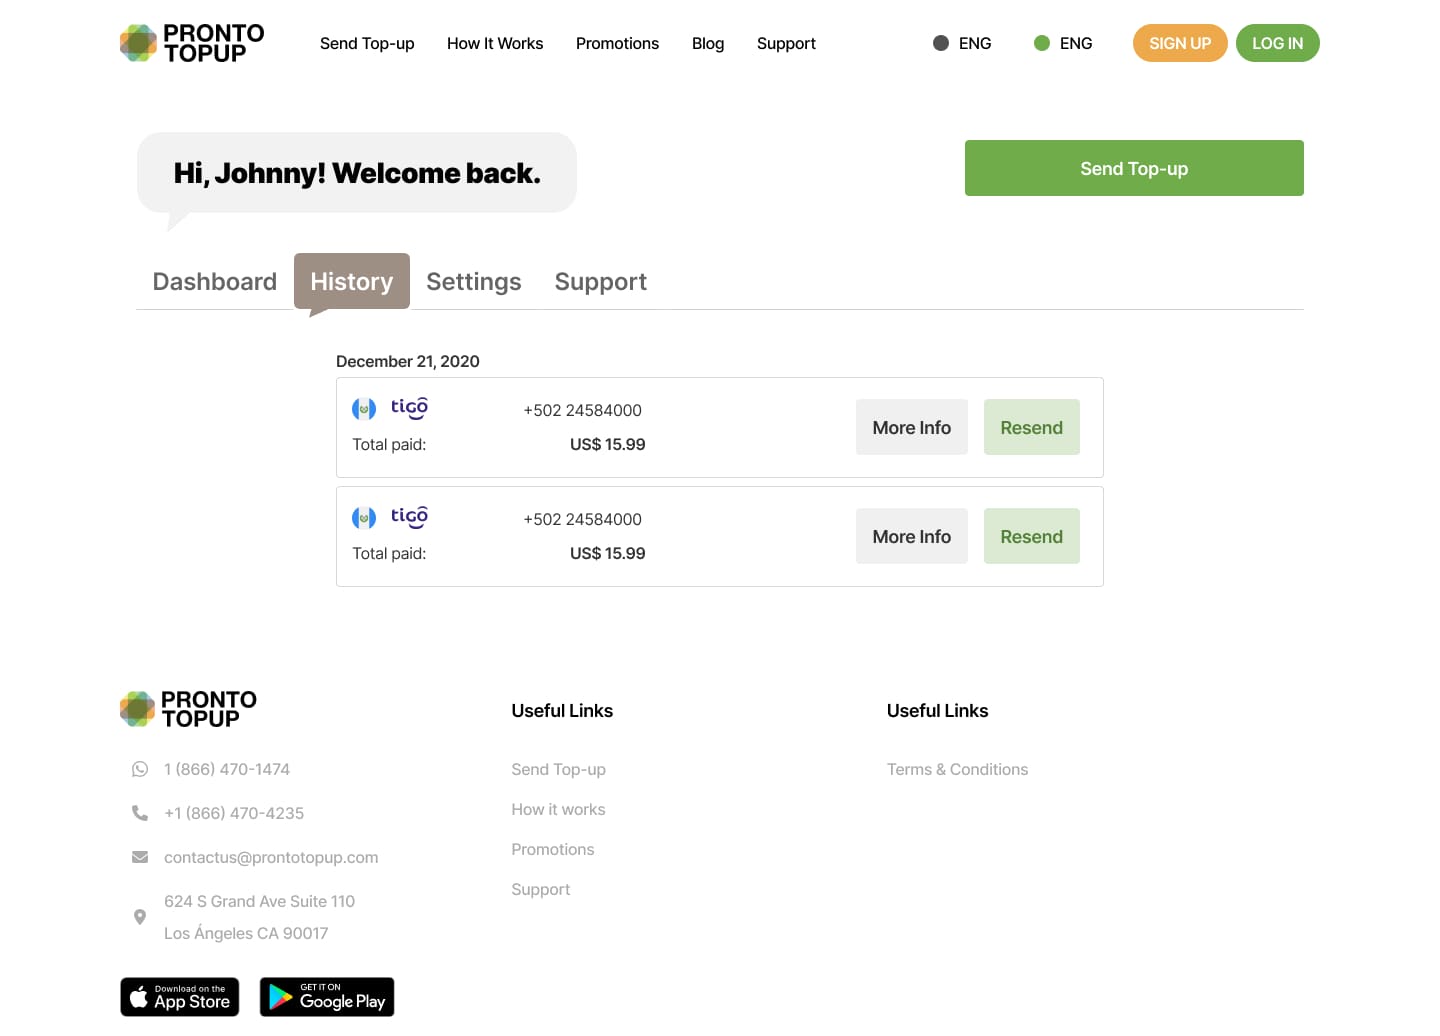 PRONTO
TOPUP
Send Top-up
How It Works
Promotions
Blog
Support
ENG
ENG
SIGN UP
LOG IN
Hi, Johnny! Welcome back.
Send Top-up
Dashboard
History
Settings
Support
December 21, 2020
tigo
+502 24584000
Total paid:
US$ 15.99
More Info
Resend
tigo
+502 24584000
Total paid:
US$ 15.99
More Info
Resend
PRONTO
TOPUP
1 (866) 470-1474
+1 (866) 470-4235
contactus@prontotopup.com
624 S Grand Ave Suite 110
Los Ángeles CA 90017
Download on the
App Store
GET IT ON
Google Play
Useful Links
Send Top-up
How it works
Promotions
Support
Useful Links
Terms & Conditions